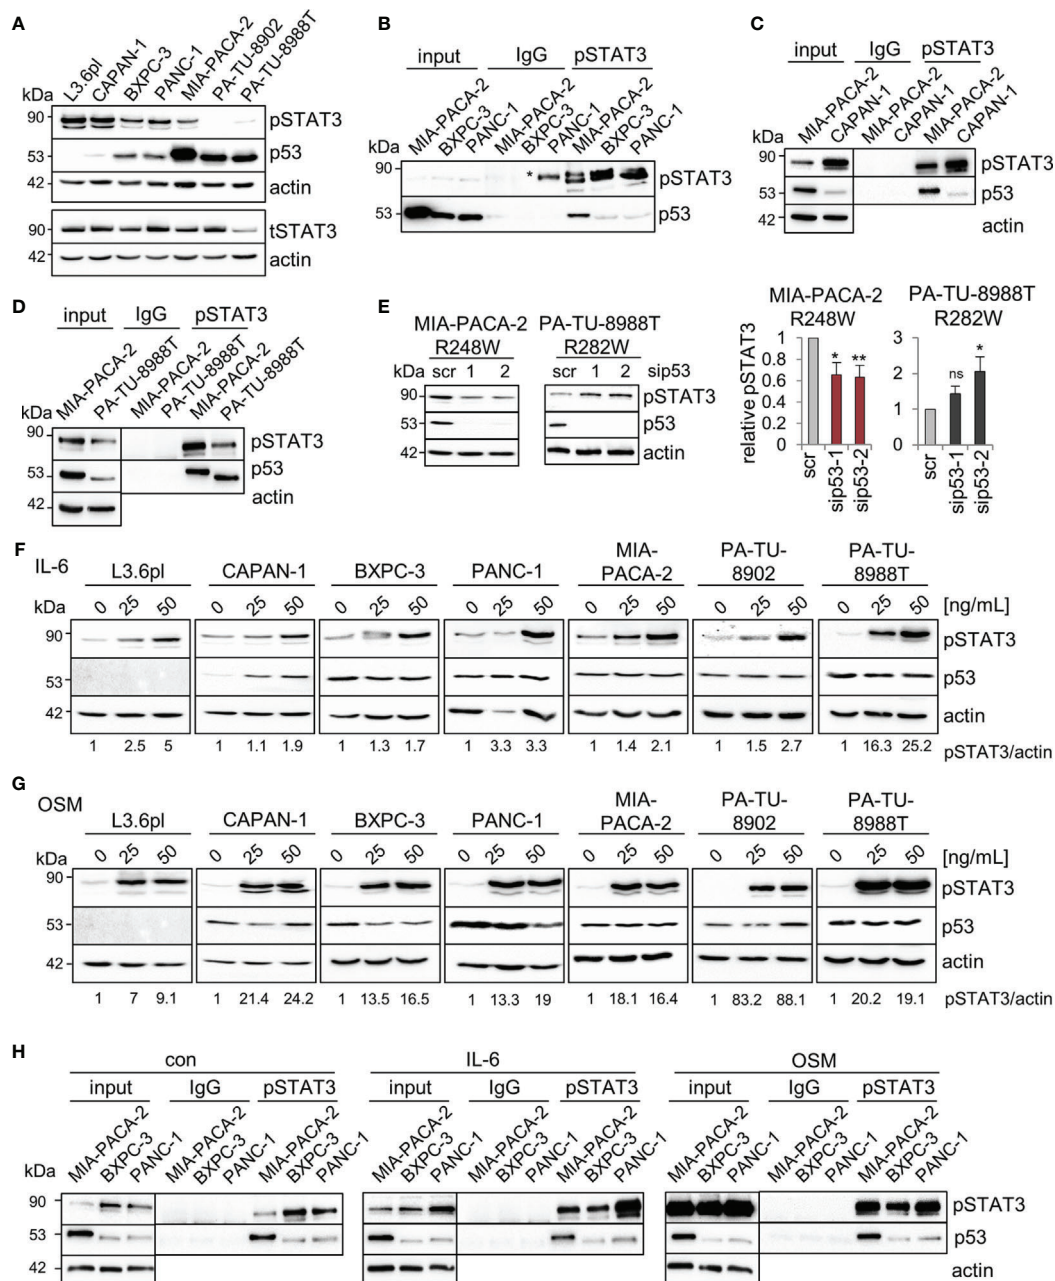 A
L3.6pl CAPAN-1 BXPC-3 PANC-1 MIA-PACA-2 PA-TU-8902 PA-TU-8988T
kDa
90 pSTAT3
53 p53
42 actin
90 tSTAT3
42 actin
B
input IgG pSTAT3
MIA-PACA-2 BXPC-3 PANC-1 MIA-PACA-2 BXPC-3 PANC-1 MIA-PACA-2 BXPC-3 PANC-1
kDa
90 * pSTAT3
53 p53
C
input IgG pSTAT3
MIA-PACA-2 CAPAN-1 MIA-PACA-2 CAPAN-1 MIA-PACA-2 CAPAN-1
kDa
90 pSTAT3
53 p53
42 actin
D
input IgG pSTAT3
MIA-PACA-2 PA-TU-8988T MIA-PACA-2 PA-TU-8988T MIA-PACA-2 PA-TU-8988T
kDa
90 pSTAT3
53 p53
42 actin
E
MIA-PACA-2 PA-TU-8988T
R248W R282W
kDa scr 1 2 scr 1 2 sip53
90 pSTAT3
53 p53
42 actin
MIA-PACA-2 PA-TU-8988T
R248W R282W
relative pSTAT3
1 0.8 0.6 0.4 0.2 0
* **
scr sip53-1 sip53-2
3 2 1 0
ns *
scr sip53-1 sip53-2
F
IL-6 L3.6pl CAPAN-1 BXPC-3 PANC-1 MIA-PACA-2 PA-TU-8902 PA-TU-8988T
kDa 0 25 50 0 25 50 0 25 50 0 25 50 0 25 50 0 25 50 0 25 50 [ng/mL]
90 pSTAT3
53 p53
42 actin
1 2.5 5 1 1.1 1.9 1 1.3 1.7 1 3.3 3.3 1 1.4 2.1 1 1.5 2.7 1 16.3 25.2 pSTAT3/actin
G
OSM L3.6pl CAPAN-1 BXPC-3 PANC-1 MIA-PACA-2 PA-TU-8902 PA-TU-8988T
kDa 0 25 50 0 25 50 0 25 50 0 25 50 0 25 50 0 25 50 0 25 50 [ng/mL]
90 pSTAT3
53 p53
42 actin
1 7 9.1 1 21.4 24.2 1 13.5 16.5 1 13.3 19 1 18.1 16.4 1 83.2 88.1 1 20.2 19.1 pSTAT3/actin
H
con IL-6 OSM
input IgG pSTAT3 input IgG pSTAT3 input IgG pSTAT3
MIA-PACA-2 BXPC-3 PANC-1 MIA-PACA-2 BXPC-3 PANC-1 MIA-PACA-2 BXPC-3 PANC-1 MIA-PACA-2 BXPC-3 PANC-1 MIA-PACA-2 BXPC-3 PANC-1 MIA-PACA-2 BXPC-3 PANC-1 MIA-PACA-2 BXPC-3 PANC-1 MIA-PACA-2 BXPC-3 PANC-1 MIA-PACA-2 BXPC-3 PANC-1
kDa
90 pSTAT3
53 p53
42 actin